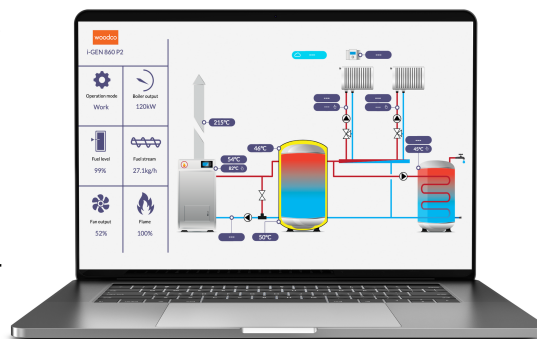 woodco
i-GEN 860 P2
Operation mode
Work
Boiler output
120kW
Fuel level
99%
Fuel stream
27.1kg/h
Fan output
52%
Flame
100%
215°C
54°C
82°C
46°C
50°C
---
---
---
---
---
---
---
45°C
---